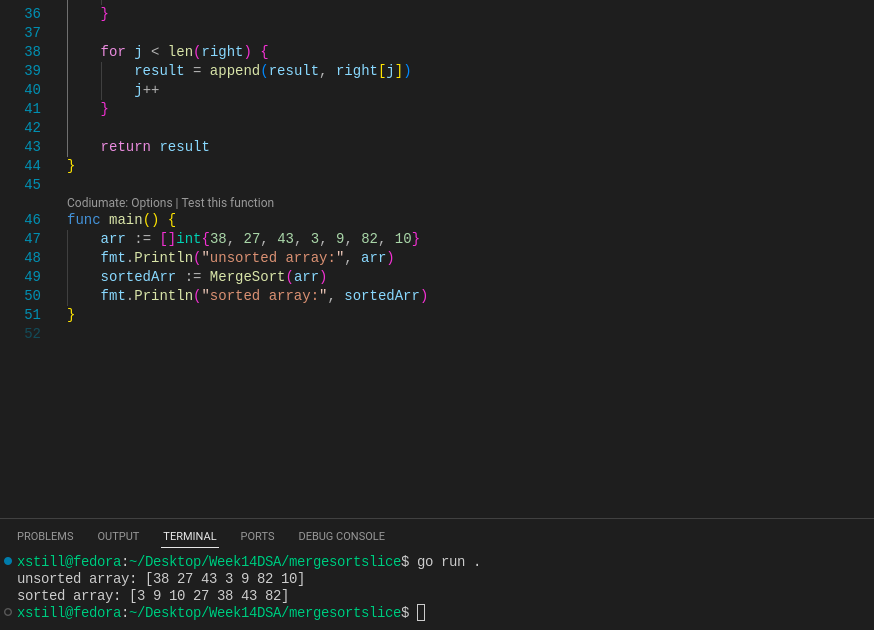 36 }
37
38 for j < len(right) {
39 result = append(result, right[j])
40 j++
41 }
42
43 return result
44 }
45
Codiumate: Options | Test this function
46 func main() {
47 arr := []int{38, 27, 43, 3, 9, 82, 10}
48 fmt.Println("unsorted array:", arr)
49 sortedArr := MergeSort(arr)
50 fmt.Println("sorted array:", sortedArr)
51 }
52
PROBLEMS OUTPUT TERMINAL PORTS DEBUG CONSOLE
xstill@fedora:~/Desktop/Week14DSA/mergesortslice$ go run .
unsorted array: [38 27 43 3 9 82 10]
sorted array: [3 9 10 27 38 43 82]
xstill@fedora:~/Desktop/Week14DSA/mergesortslice$